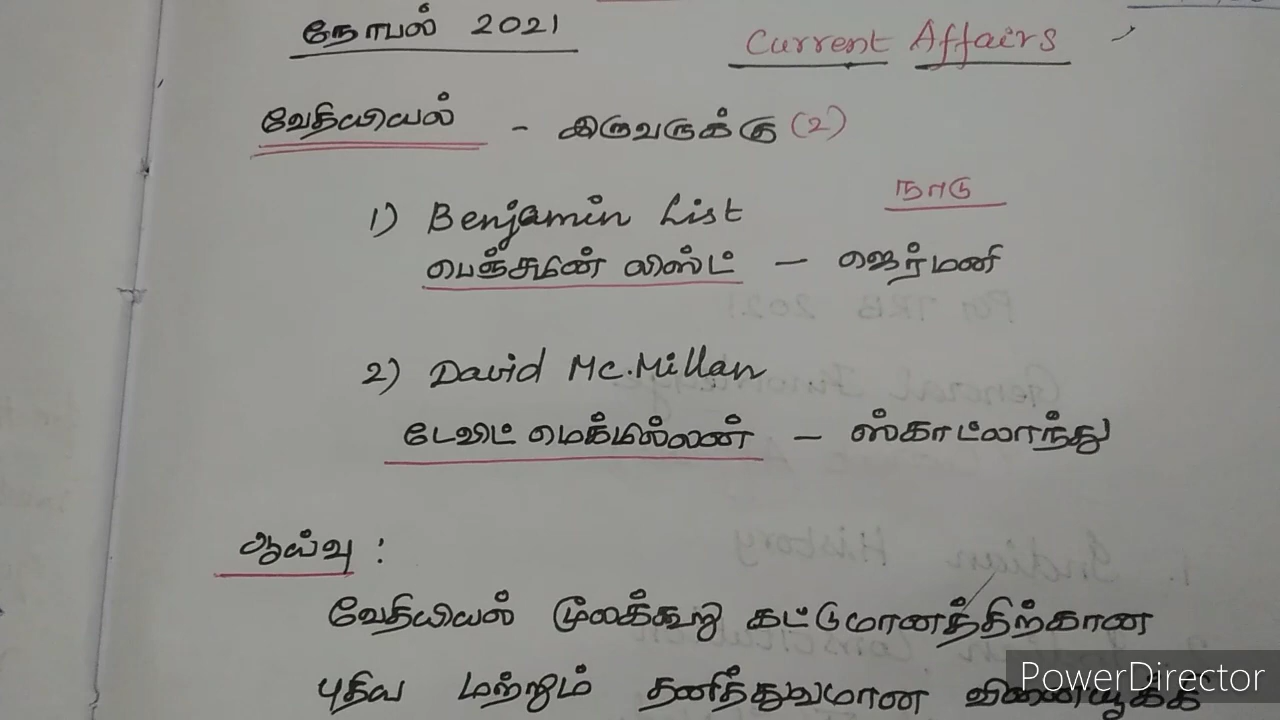 நோபல் 2021
Current Affairs
வேதியியல் - இருவருக்கு (2)
நாடு
1) Benjamin List
பெஞ்சமின் லிஸ்ட் - ஜெர்மனி
2) David Mc.Millan
டேவிட் மெக்மில்லன் - ஸ்காட்லாந்து
ஆய்வு :
வேதியியல் மூலக்கூறு கட்டுமானத்திற்கான
புதிய மற்றும் தனித்துவமான வினையூக்கி
PowerDirector